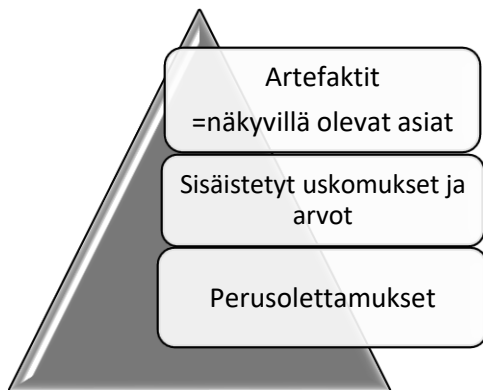 Artefaktit
=näkyvillä olevat asiat
Sisäistetyt uskomukset ja
arvot
Perusolettamukset